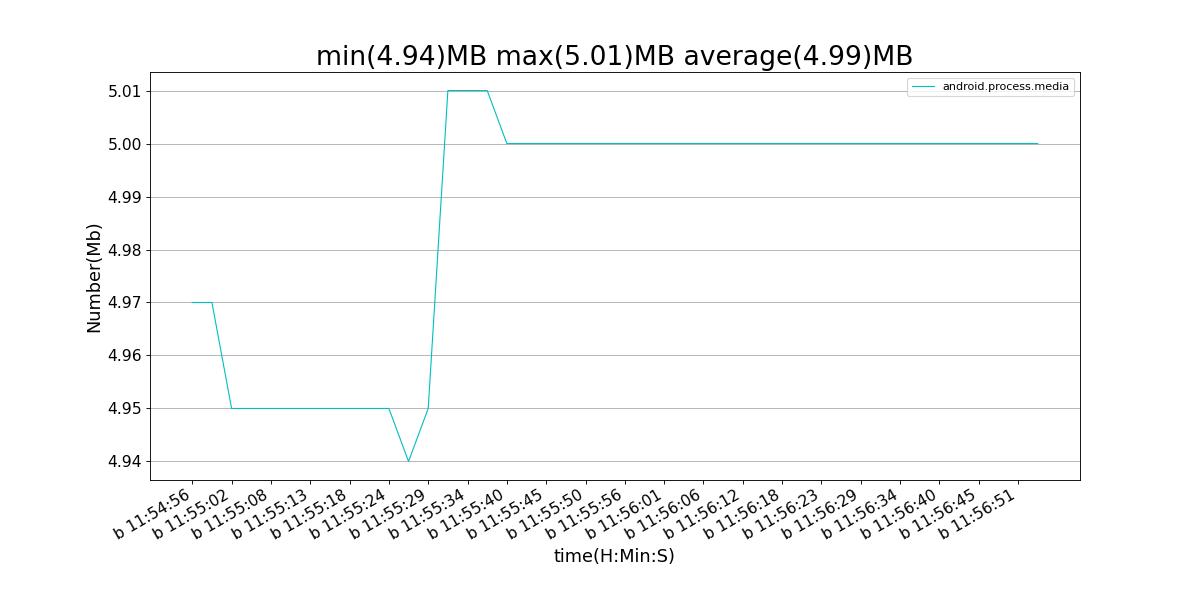 min(4.94)MB max(5.01)MB average(4.99)MB
android.process.media
5.01
5.00
4.99
4.98
4.97
4.96
4.95
4.94
Number(Mb)
b 11:54:56
b 11:55:02
b 11:55:08
b 11:55:13
b 11:55:18
b 11:55:24
b 11:55:29
b 11:55:34
b 11:55:40
b 11:55:45
b 11:55:50
b 11:55:56
b 11:56:01
b 11:56:06
b 11:56:12
b 11:56:18
b 11:56:23
b 11:56:29
b 11:56:34
b 11:56:40
b 11:56:45
b 11:56:51
time(H:Min:S)